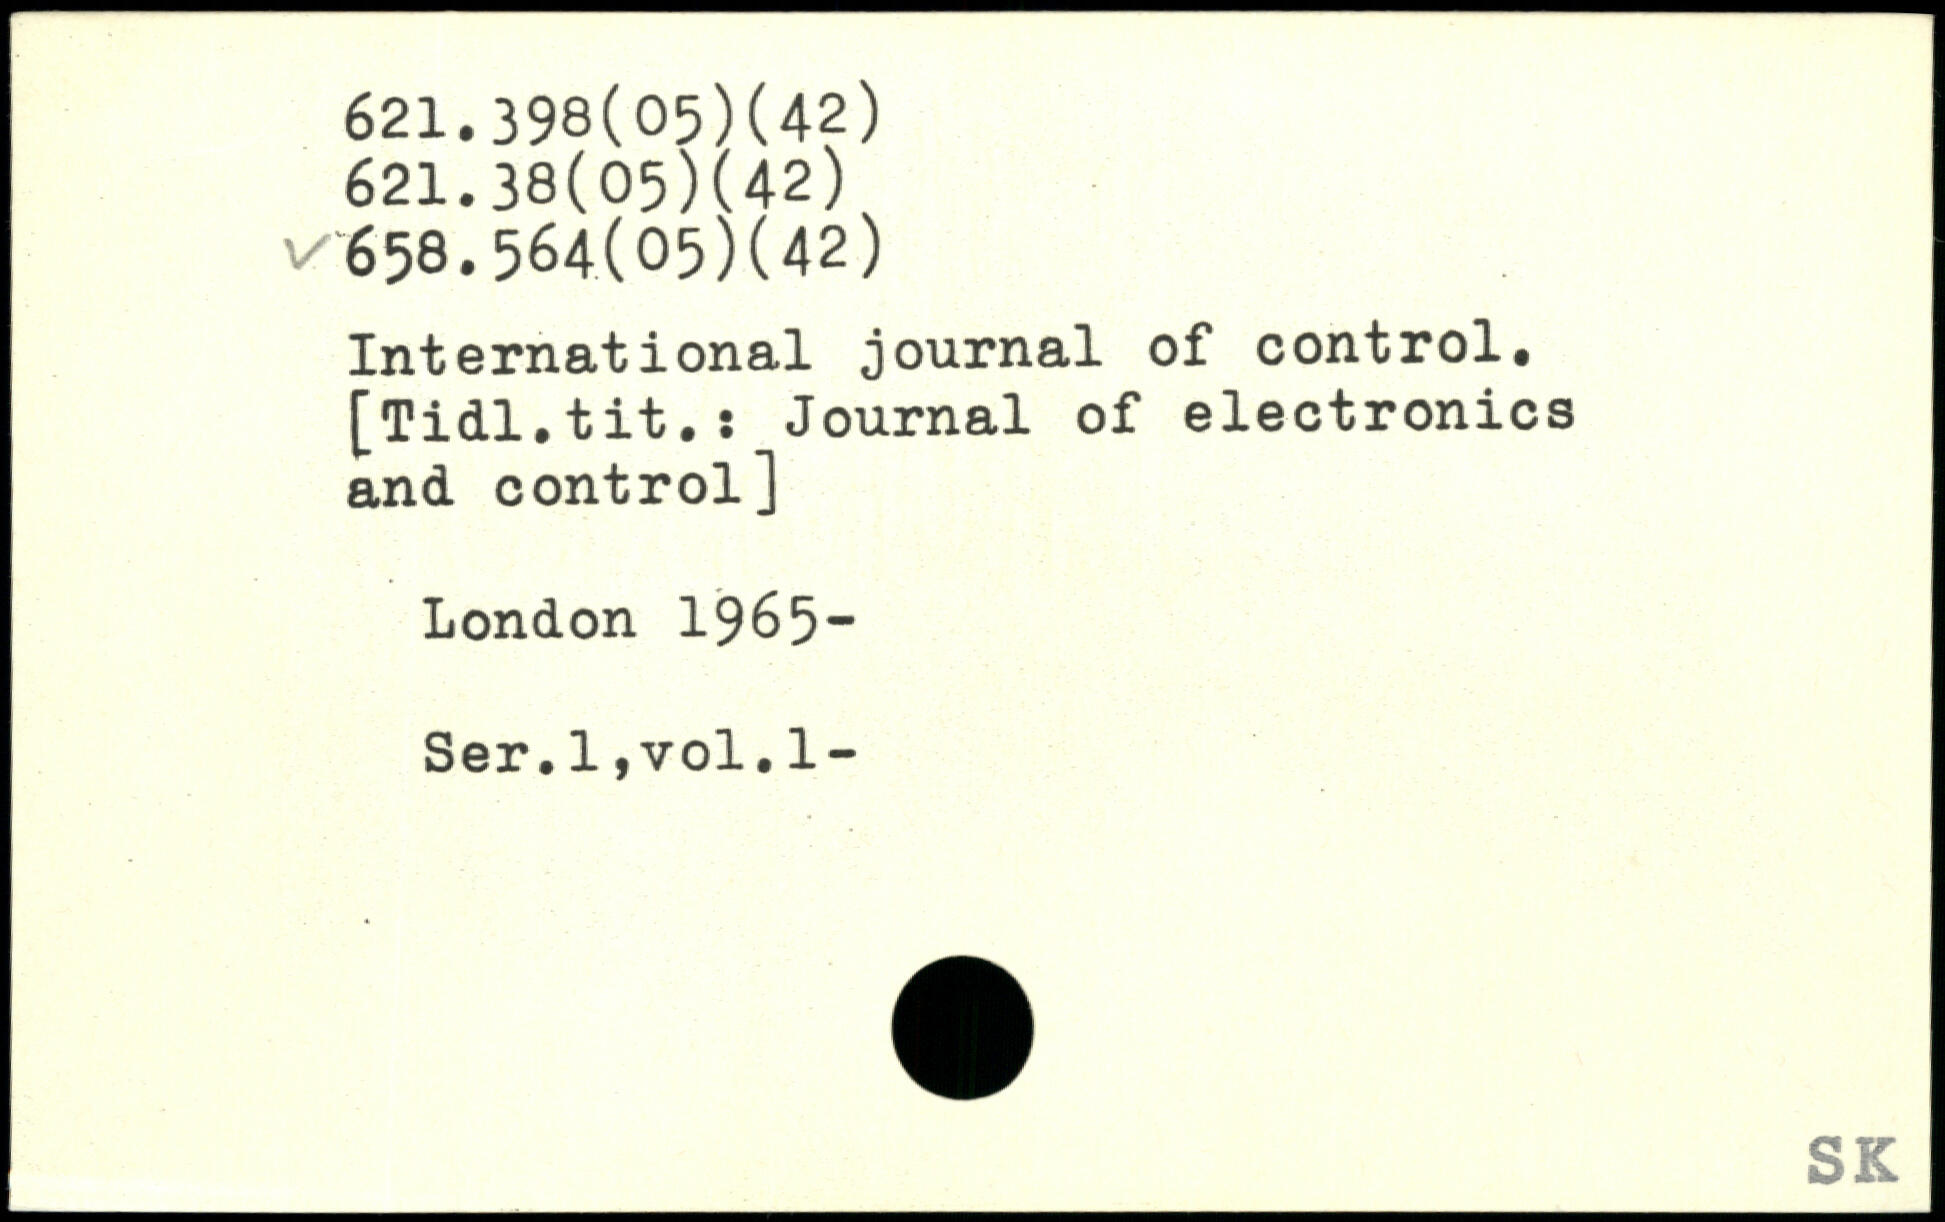 621.398(05)(42)
621.38(05)(42)
✓658.564(05)(42)
International journal of control.
[Tidl.tit.: Journal of electronics
and control]
London 1965-
Ser.1,vol.1-
SK